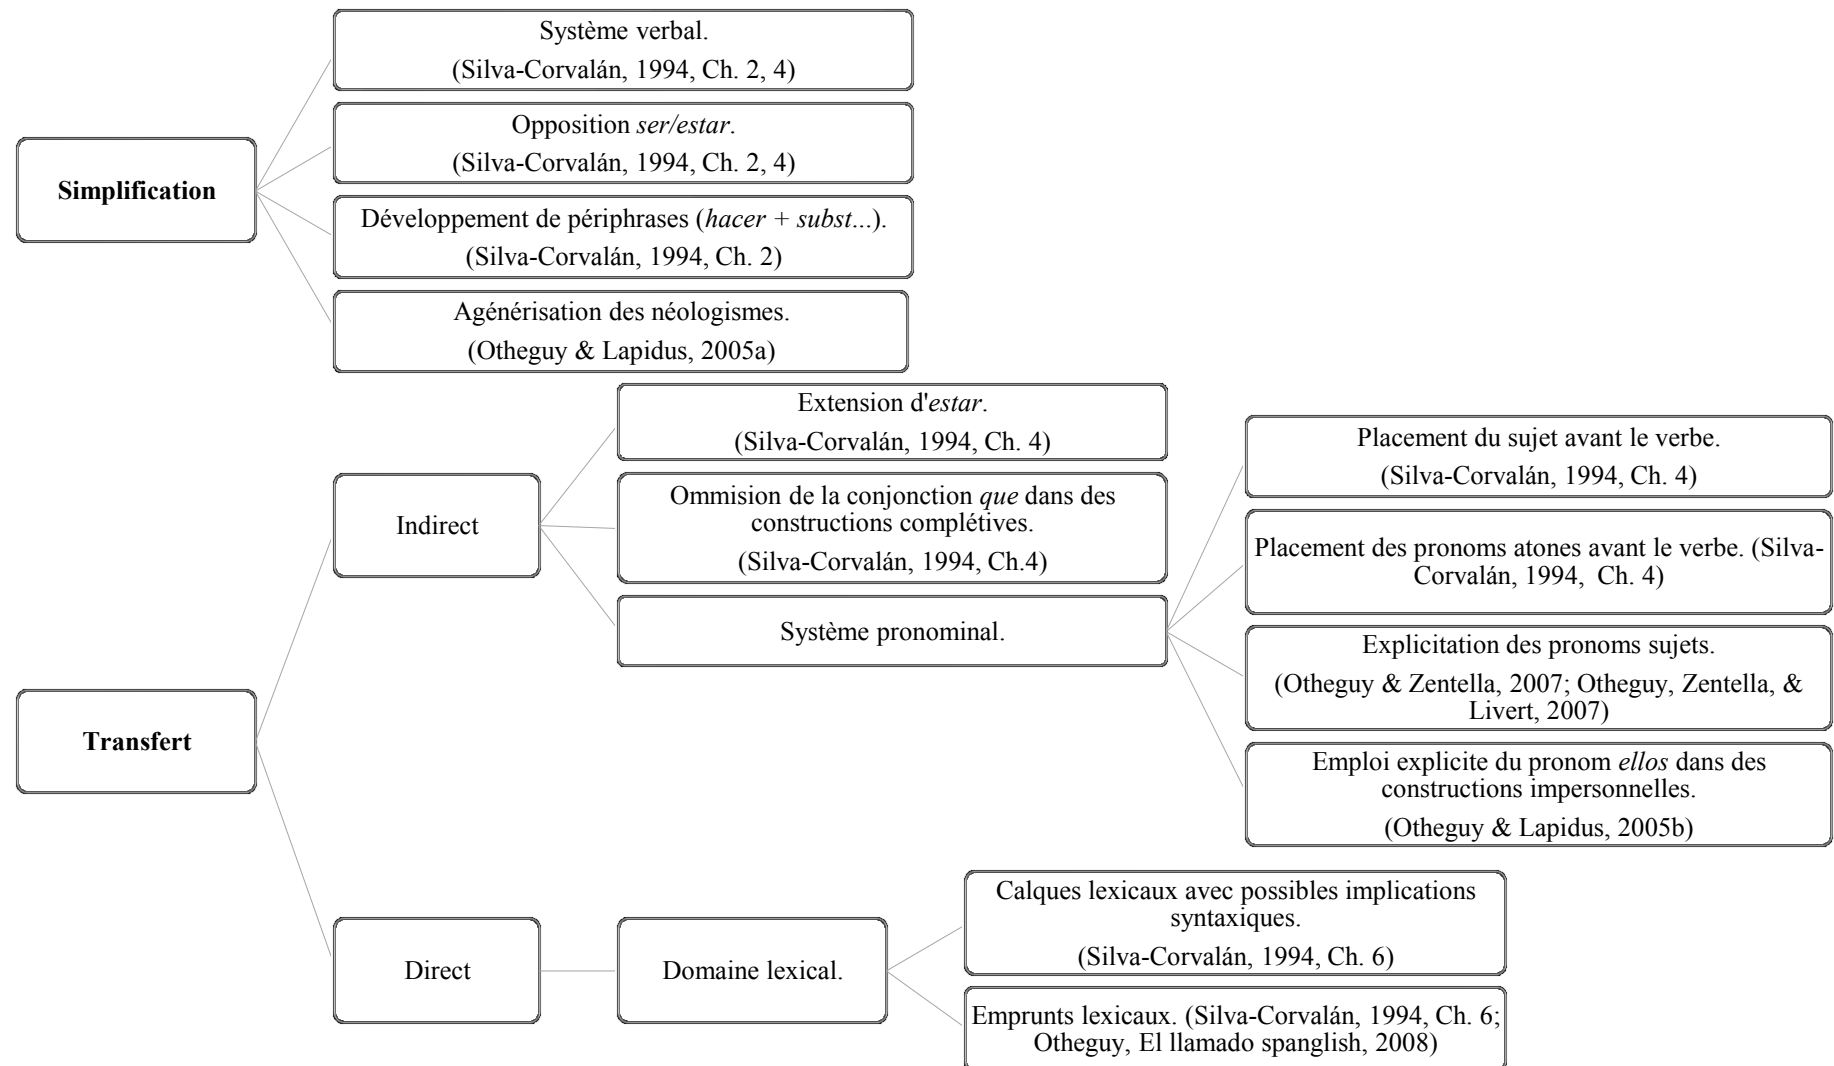 Système verbal.
(Silva-Corvalán, 1994, Ch. 2, 4)
Opposition ser/estar.
(Silva-Corvalán, 1994, Ch. 2, 4)
Simplification
Développement de périphrases (hacer + subst...).
(Silva-Corvalán, 1994, Ch. 2)
Agénérisation des néologismes.
(Otheguy & Lapidus, 2005a)
Extension d'estar.
(Silva-Corvalán, 1994, Ch. 4)
Indirect
Ommision de la conjonction que dans des
constructions complétives.
(Silva-Corvalán, 1994, Ch.4)
Système pronominal.
Placement du sujet avant le verbe.
(Silva-Corvalán, 1994, Ch. 4)
Placement des pronoms atones avant le verbe. (Silva-
Corvalán, 1994, Ch. 4)
Explicitation des pronoms sujets.
(Otheguy & Zentella, 2007; Otheguy, Zentella, &
Livert, 2007)
Emploi explicite du pronom ellos dans des
constructions impersonnelles.
(Otheguy & Lapidus, 2005b)
Transfert
Direct
Domaine lexical.
Calques lexicaux avec possibles implications
syntaxiques.
(Silva-Corvalán, 1994, Ch. 6)
Emprunts lexicaux. (Silva-Corvalán, 1994, Ch. 6;
Otheguy, El llamado spanglish, 2008)